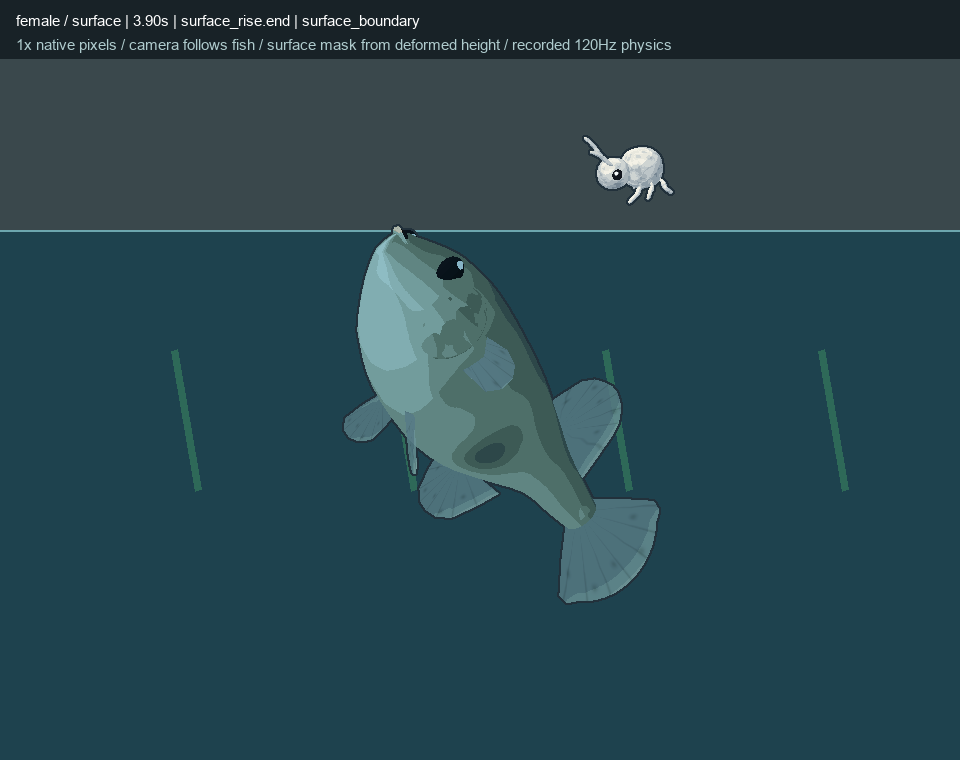 female / surface | 3.90s | surface_rise.end | surface_boundary
1x native pixels / camera follows fish / surface mask from deformed height / recorded 120Hz physics